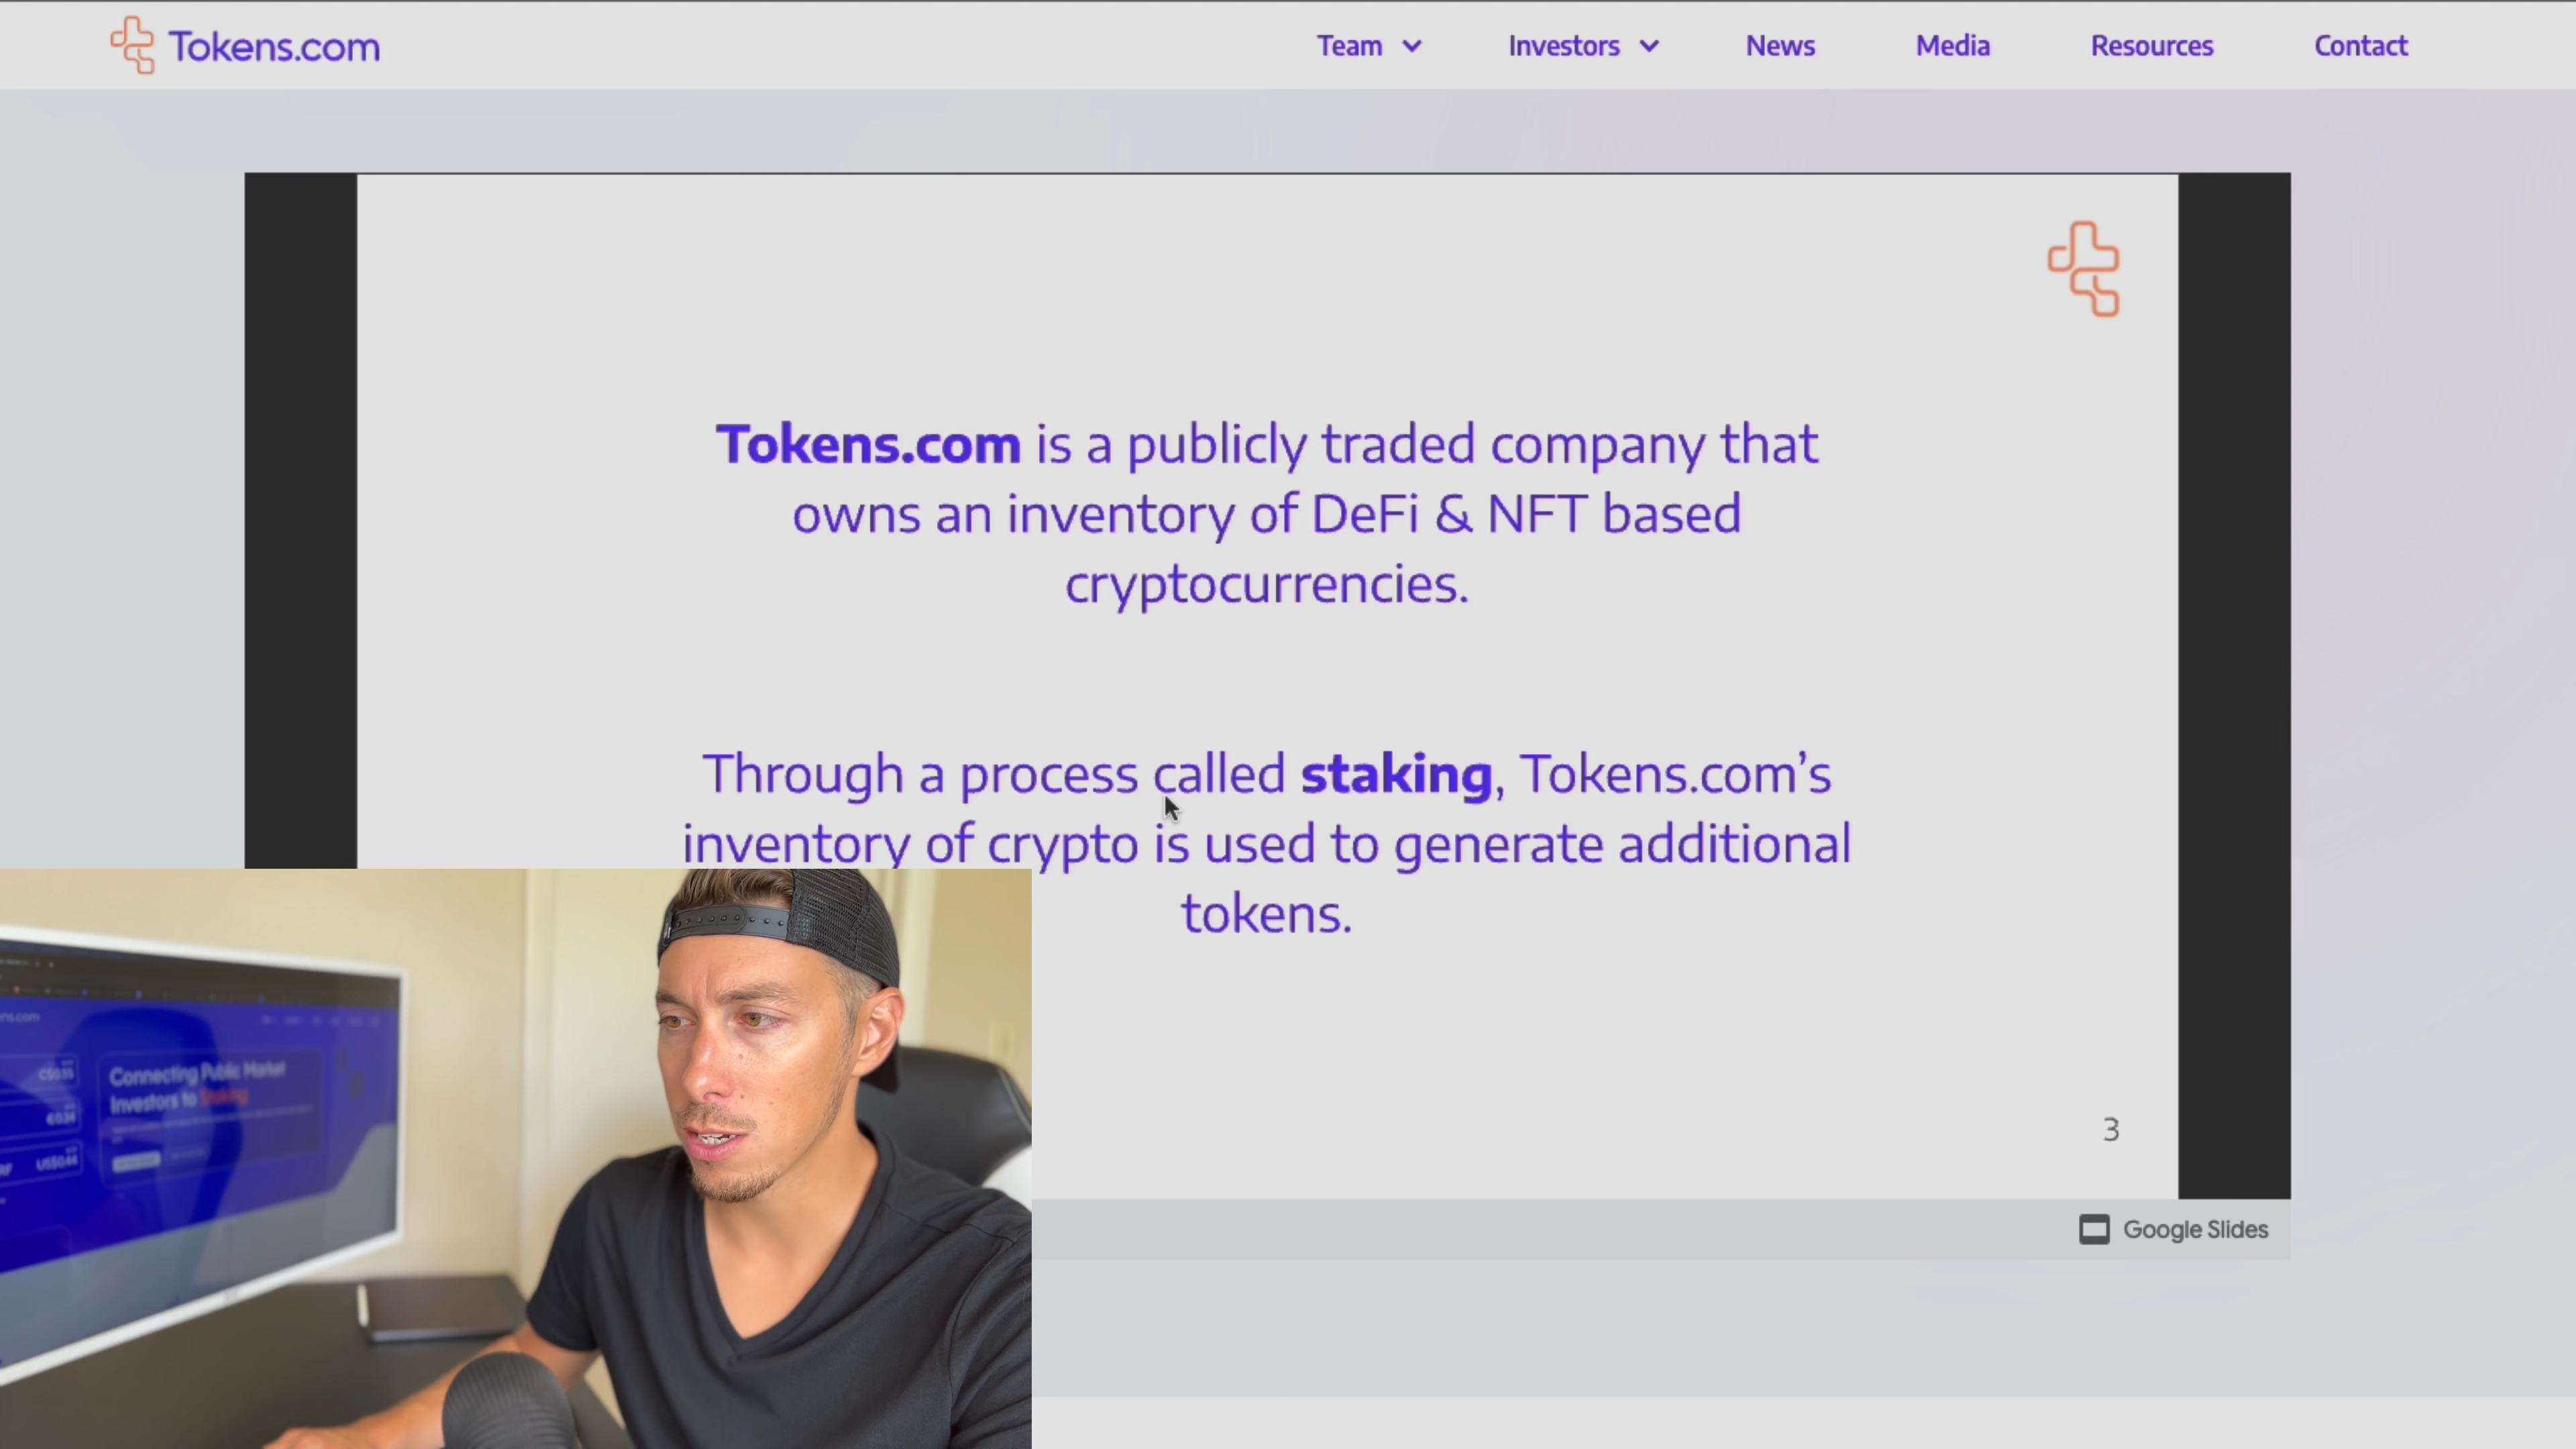 Tokens.com
Team
Investors
News
Media
Resources
Contact
Tokens.com is a publicly traded company that
owns an inventory of DeFi & NFT based
cryptocurrencies.
Through a process called staking, Tokens.com’s
inventory of crypto is used to generate additional
tokens.
3
Google Slides
Connecting Public Market
Investors to Staking